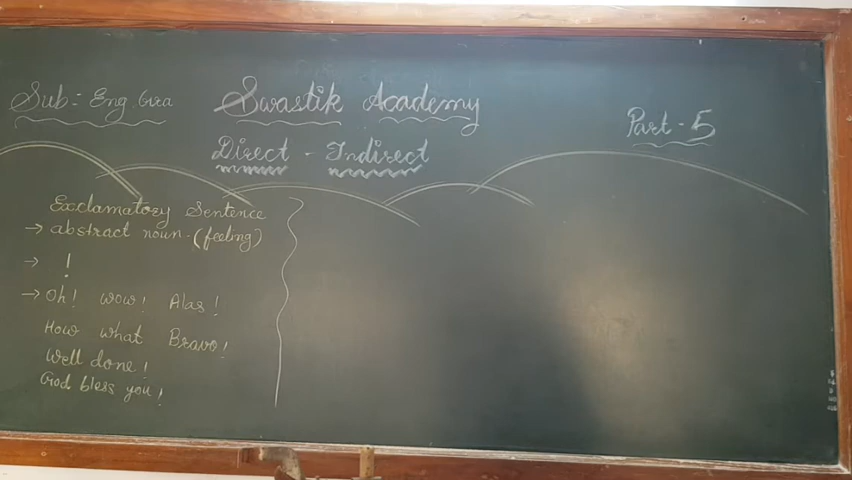 Sub: Eng. Gra
Swastik Academy
Part - 5
Direct - Indirect
Exclamatory Sentence
→ abstract noun - (feeling)
→ !
→ Oh! wow! Alas!
How what Bravo!
Well done!
God bless you!